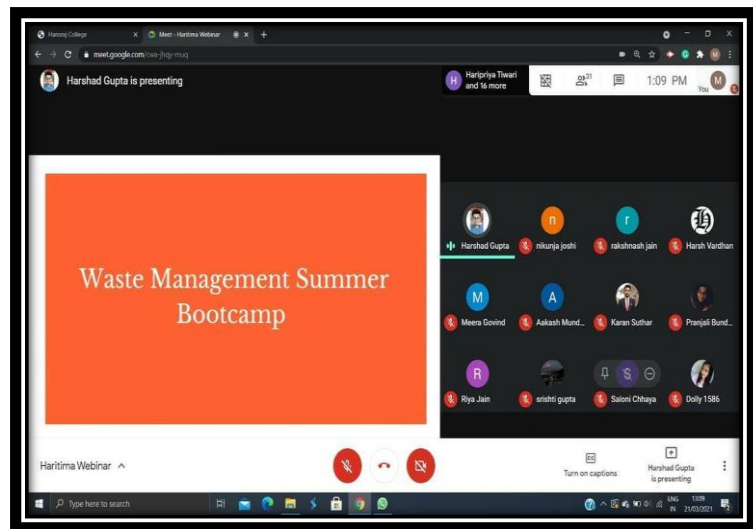 Hansraj College
Meet - Haritima Webinar
meet.google.com/cwa-jhqy-muq
Harshad Gupta is presenting
H
Haripriya Tiwari
and 16 more
31
1:09 PM
You
M
Waste Management Summer
Bootcamp
n
r
Harshad Gupta
nikunja joshi
rakshnash jain
Harsh Vardhan
M
A
Meera Govind
Aakash Mund...
Karan Suthar
Pranjali Bund...
R
S
Riya Jain
srishti gupta
Saloni Chhaya
Dolly 1586
Haritima Webinar
Turn on captions
Harshad Gupta
is presenting
Type here to search
ENG
IN
13:09
21/03/2021